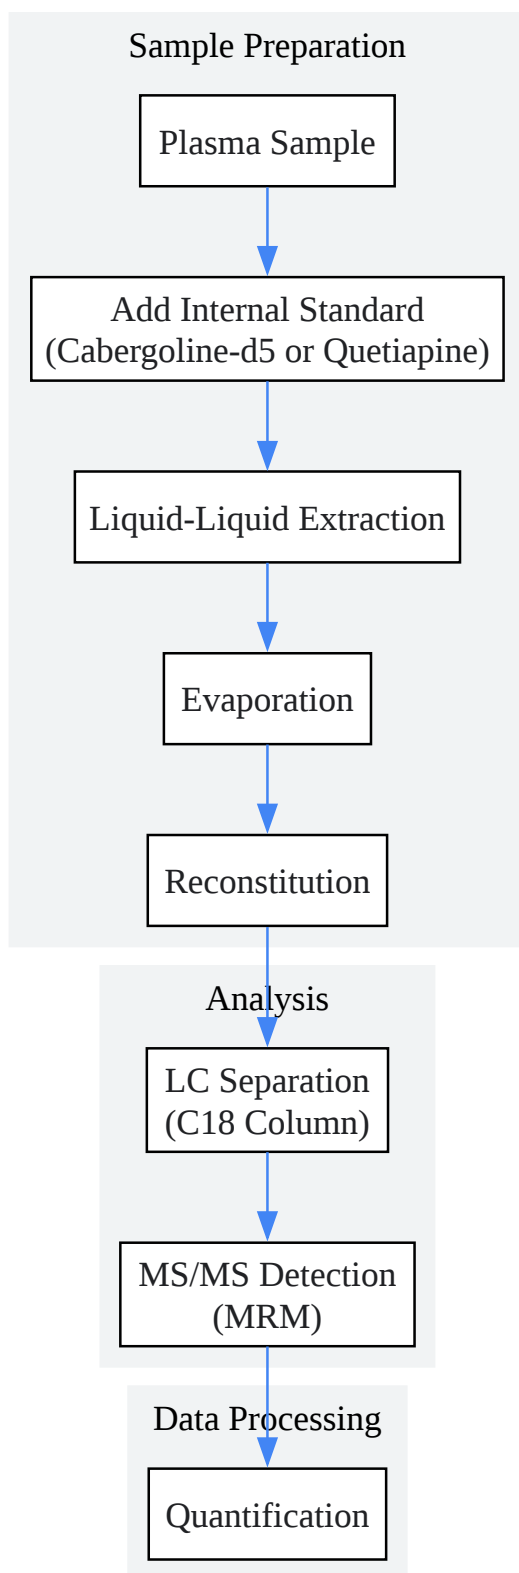 Sample Preparation
Plasma Sample
Add Internal Standard
(Cabergoline-d5 or Quetiapine)
Liquid-Liquid Extraction
Evaporation
Reconstitution
Analysis
LC Separation
(C18 Column)
MS/MS Detection
(MRM)
Data Processing
Quantification